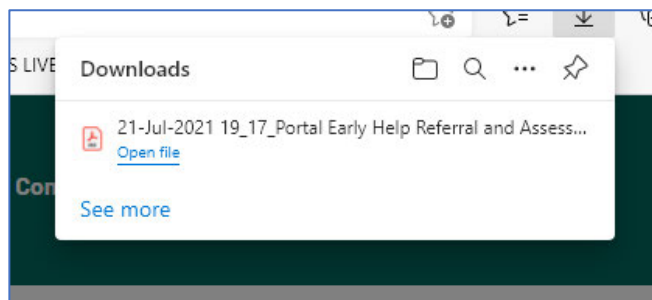 S LIVE
Downloads
21-Jul-2021 19_17_Portal Early Help Referral and Assess...
Open file
Con
See more